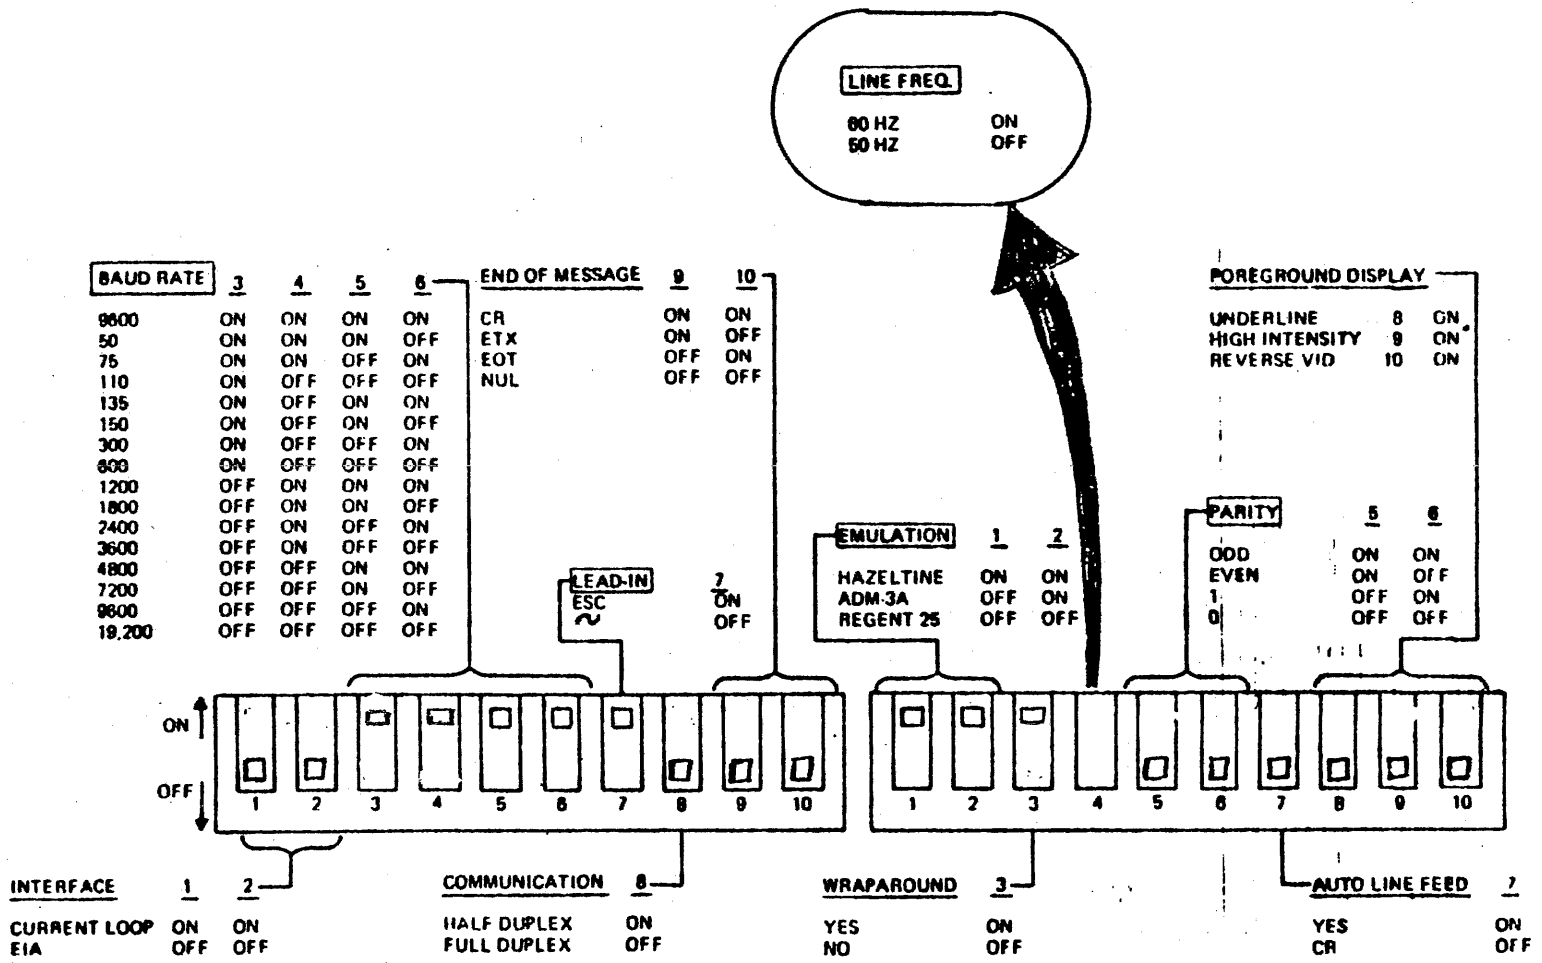 LINE FREQ.
60 HZ ON
50 HZ OFF
BAUD RATE 3 4 5 6
9600 ON ON ON ON
50 ON ON ON OFF
75 ON ON OFF ON
110 ON OFF OFF OFF
135 ON OFF ON ON
150 ON OFF ON OFF
300 ON OFF OFF ON
600 ON OFF OFF OFF
1200 OFF ON ON ON
1800 OFF ON ON OFF
2400 OFF ON OFF ON
3600 OFF ON OFF OFF
4800 OFF OFF ON ON
7200 OFF OFF ON OFF
9600 OFF OFF OFF ON
19,200 OFF OFF OFF OFF
END OF MESSAGE 9 10
CR ON ON
ETX ON OFF
EOT OFF ON
NUL OFF OFF
FOREGROUND DISPLAY
UNDERLINE 8 ON
HIGH INTENSITY 9 ON
REVERSE VID 10 ON
LEAD-IN 7
ESC ON
~ OFF
EMULATION 1 2
HAZELTINE ON ON
ADM-3A OFF ON
REGENT 25 OFF OFF
PARITY 5 6
ODD ON ON
EVEN ON OFF
1 OFF ON
0 OFF OFF
ON
OFF
1 2 3 4 5 6 7 8 9 10
1 2 3 4 5 6 7 8 9 10
INTERFACE 1 2
CURRENT LOOP ON ON
EIA OFF OFF
COMMUNICATION 8
HALF DUPLEX ON
FULL DUPLEX OFF
WRAPAROUND 3
YES ON
NO OFF
AUTO LINE FEED 7
YES ON
CR OFF